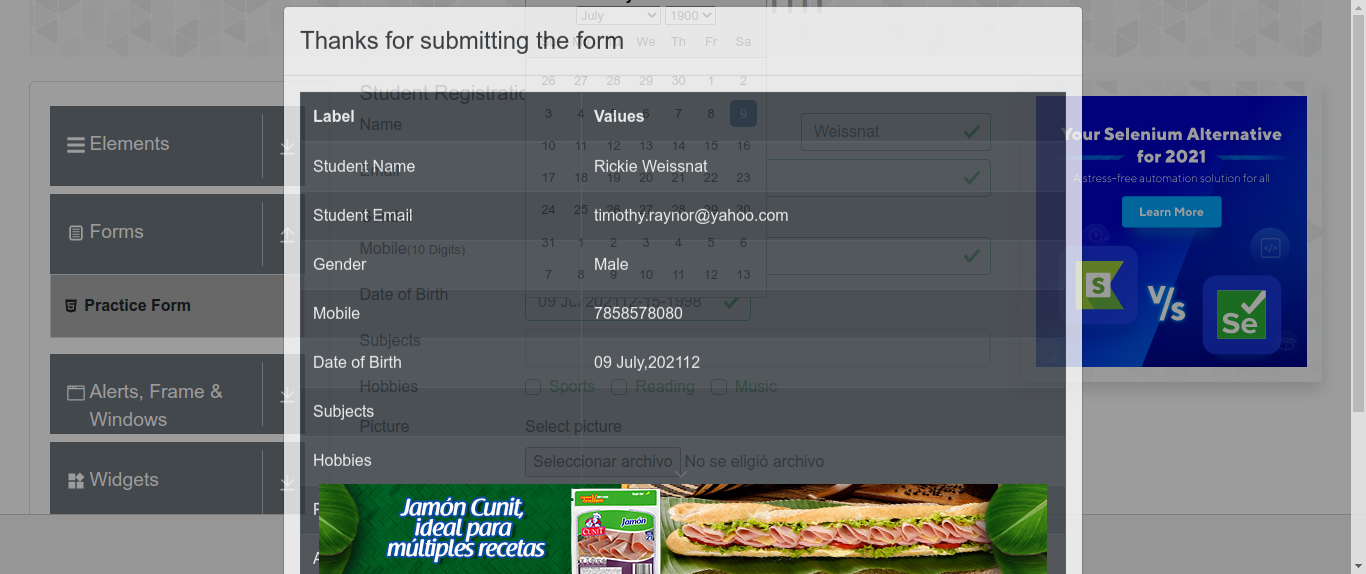 July 1900
Thanks for submitting the form
We Th Fr Sa
26 27 28 29 30 1 2
Student Registratio
3 4 5 6 7 8 9
Label Values
Name Weissnat
10 11 12 13 14 15 16
Elements
Student Name Rickie Weissnat
17 18 19 20 21 22 23
24 25 26 27 28 29 30
Student Email timothy.raynor@yahoo.com
Forms
31 1 2 3 4 5 6
Mobile(10 Digits)
Gender Male
7 8 9 10 11 12 13
Date of Birth 09 Jul 202112-15-1998
Practice Form
Mobile 7858578080
Subjects
Date of Birth 09 July,202112
Hobbies Sports Reading Music
Alerts, Frame &
Windows
Subjects
Picture Select picture
Hobbies
Seleccionar archivo No se eligió archivo
Widgets
Your Selenium Alternative
for 2021
A stress-free automation solution for all
Learn More
S V/s Se
Jamón Cunit,
ideal para
múltiples recetas
CUNIT
Jamón